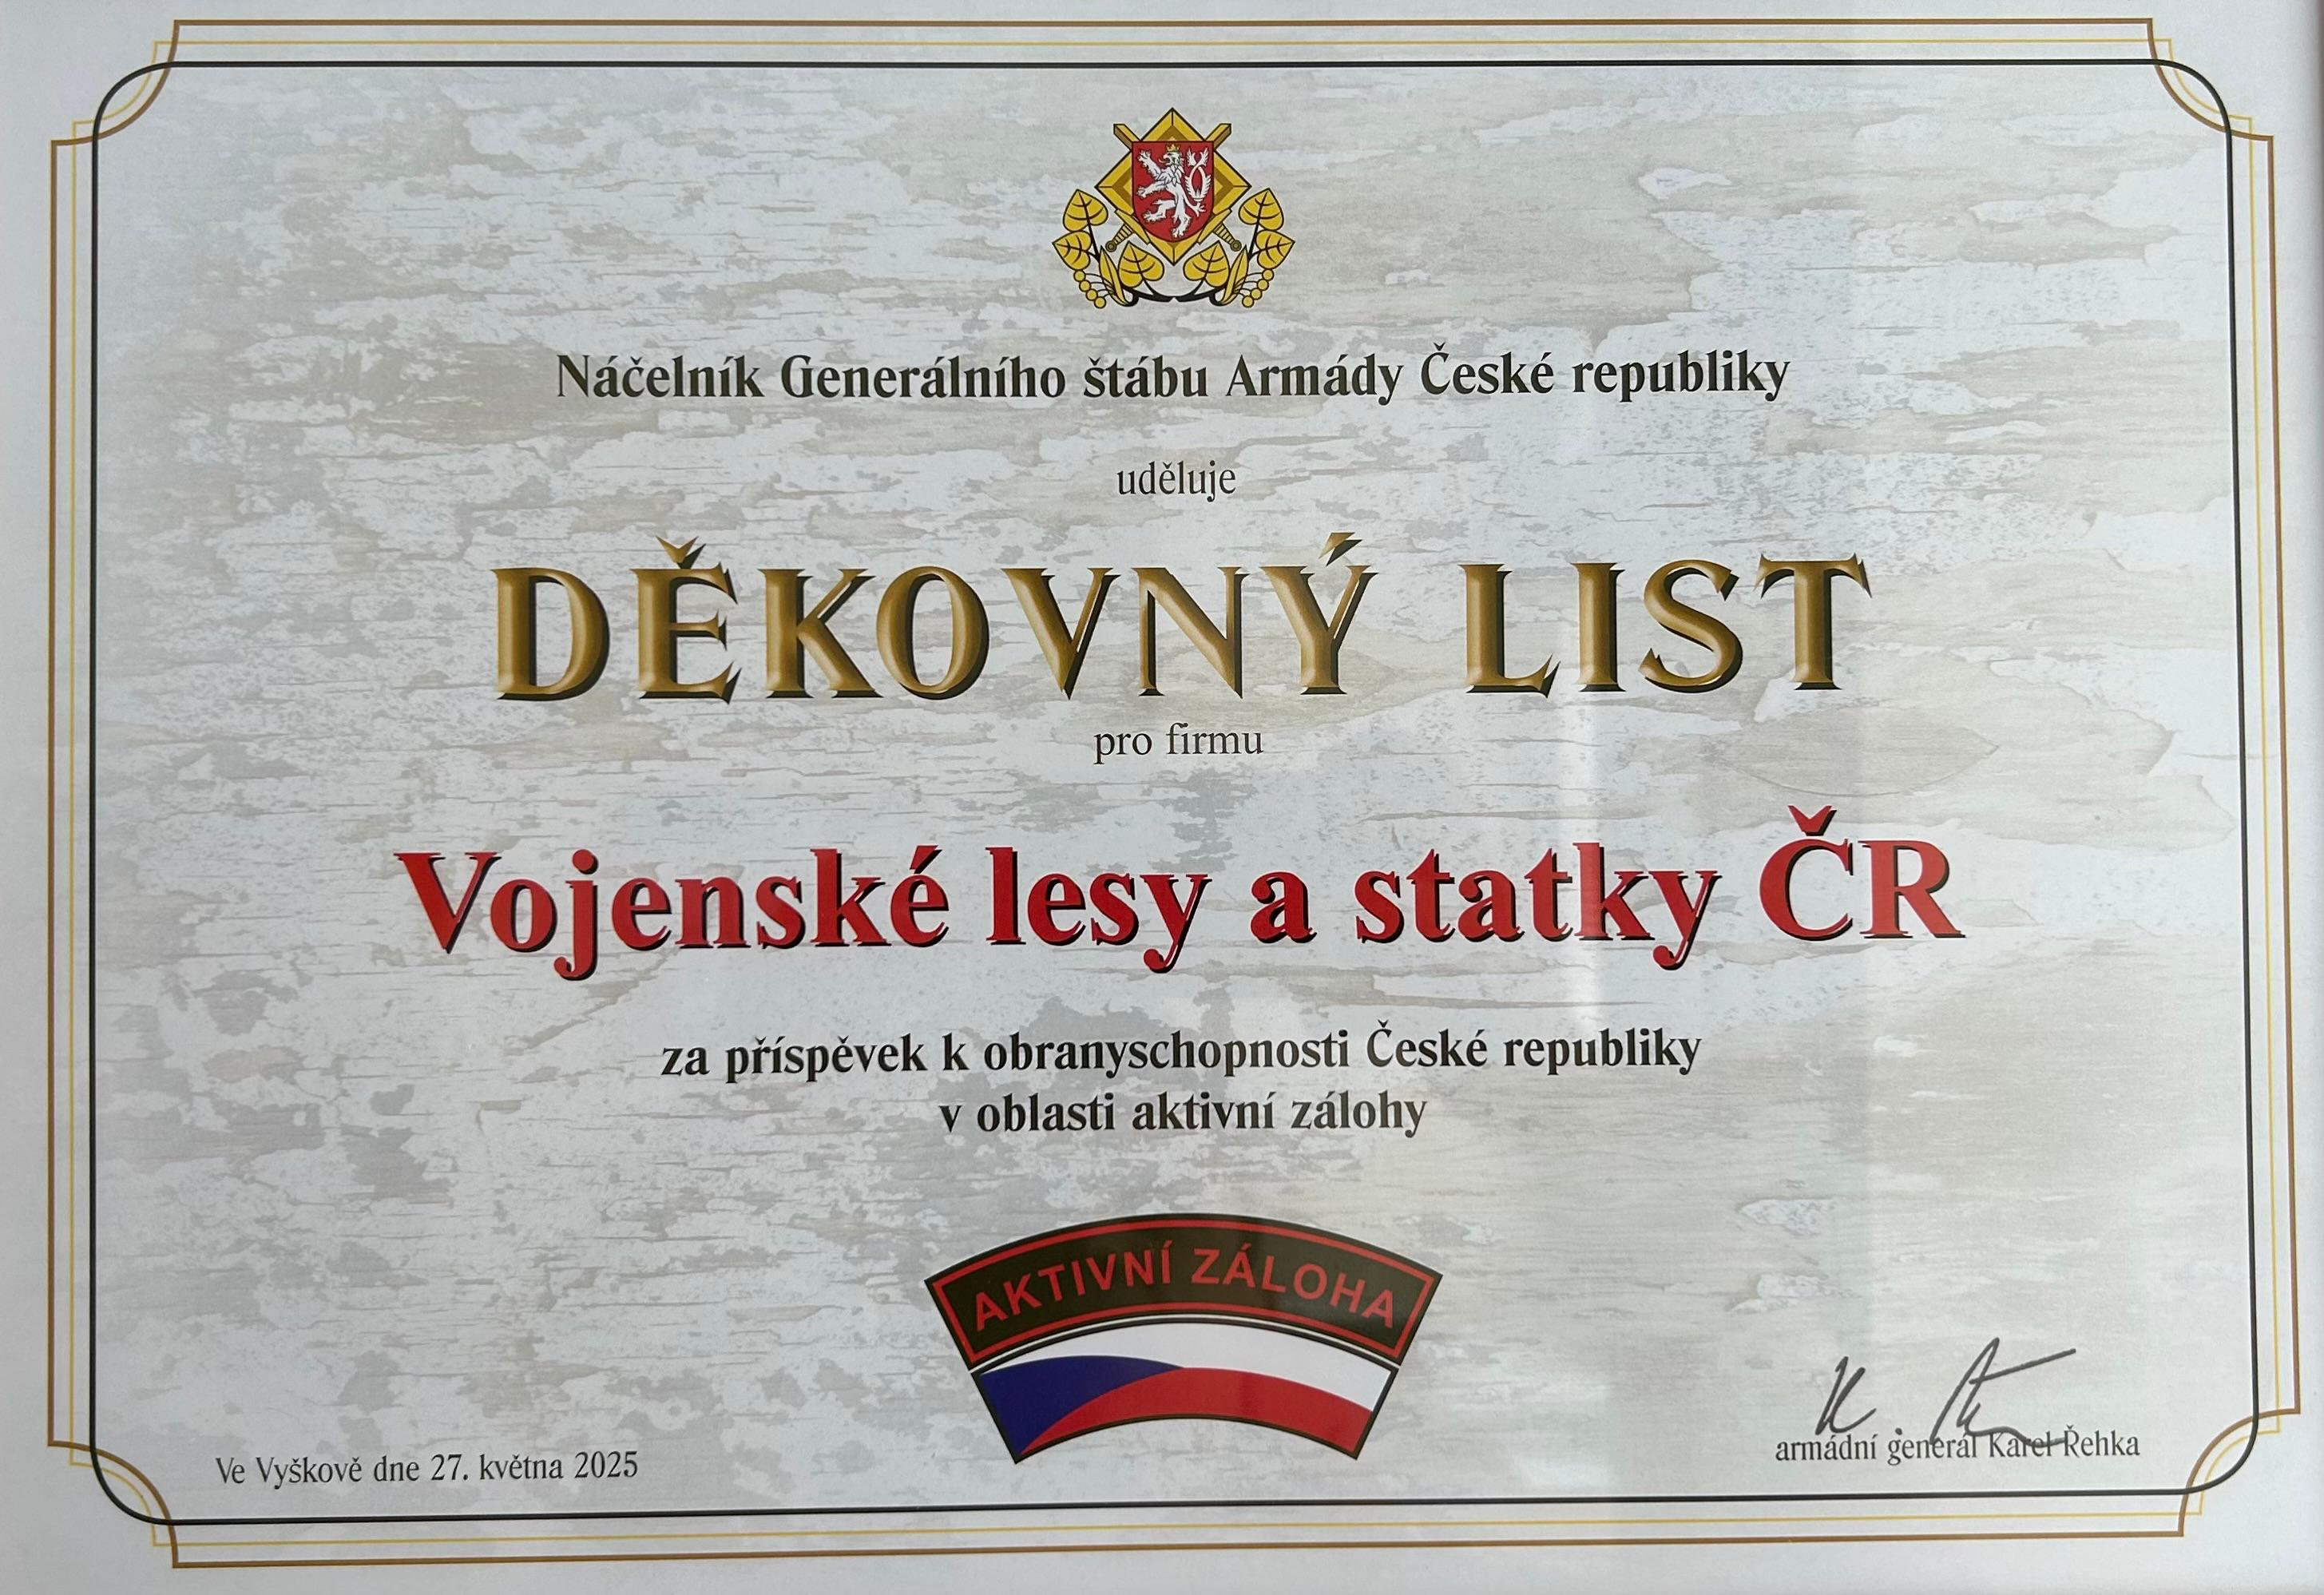 Náčelník Generálního štábu Armády České republiky
uděluje
DĚKOVNÝ LIST
pro firmu
Vojenské lesy a statky ČR
za příspěvek k obranyschopnosti České republiky
v oblasti aktivní zálohy
AKTIVNÍ ZÁLOHA
Ve Vyškově dne 27. května 2025
armádní generál Karel Řehka